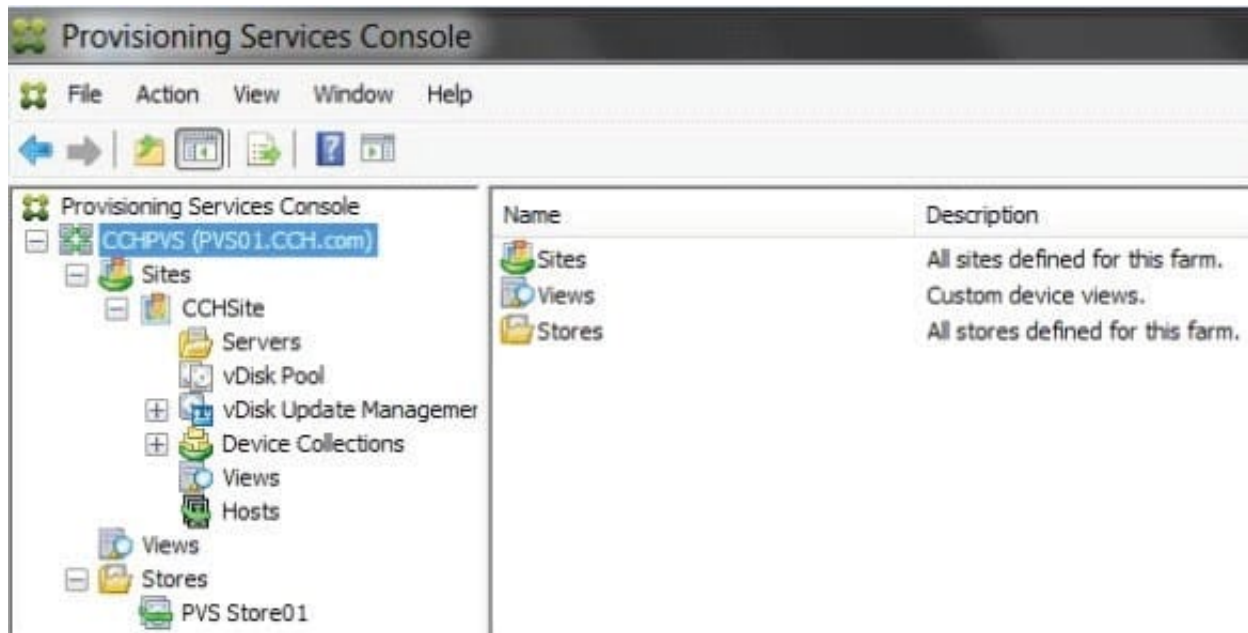 Provisioning Services Console
File Action View Window Help
Provisioning Services Console
CCHPVS (PVS01.CCH.com)
Sites
CCHSite
Servers
vDisk Pool
vDisk Update Managemer
Device Collections
Views
Hosts
Views
Stores
PVS Store01
Name Description
Sites All sites defined for this farm.
Views Custom device views.
Stores All stores defined for this farm.